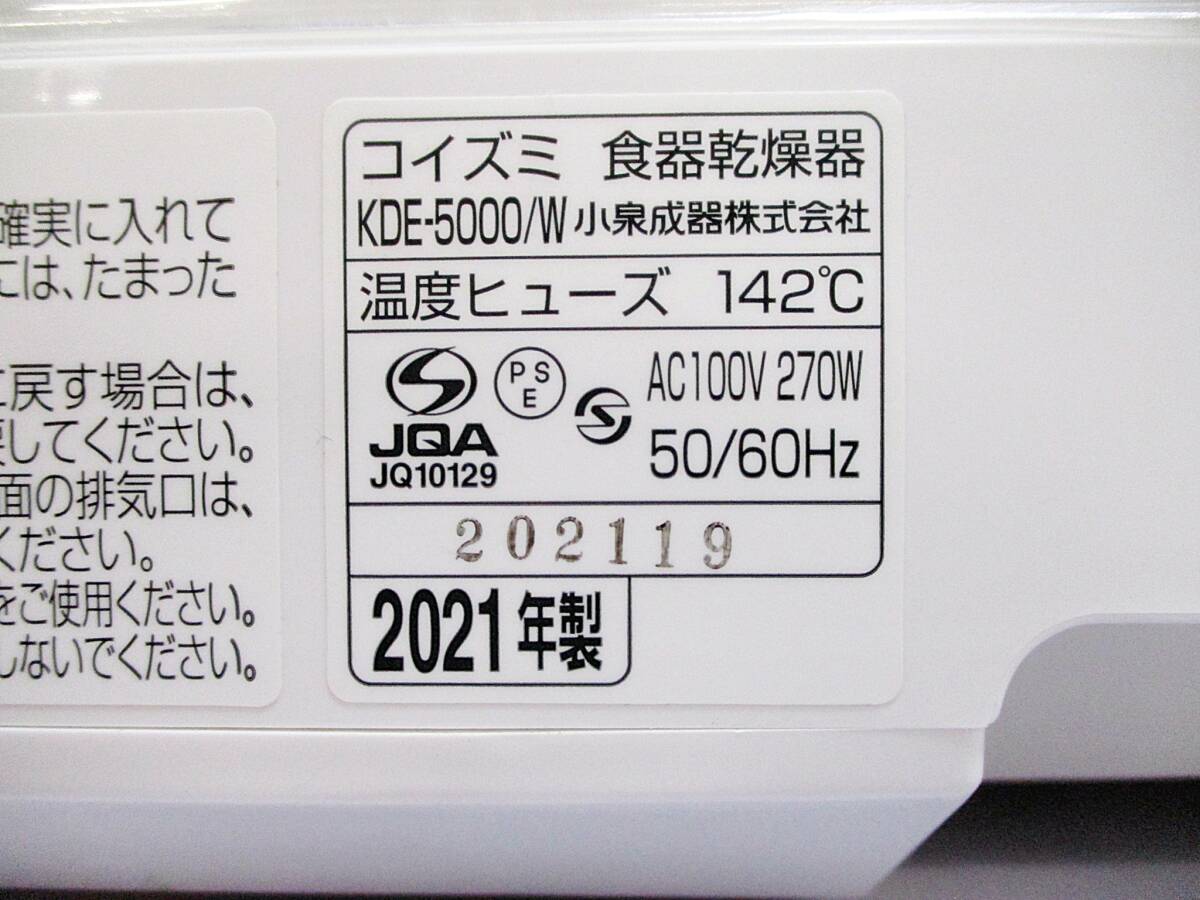 確実に入れて
には、たまった
に戻す場合は、
戻してください。
面の排気口は、
ください。
をご使用ください。
しないでください。
コイズミ 食器乾燥器
KDE-5000/W 小泉成器株式会社
温度ヒューズ 142℃
PSE
JQA
JQ10129
AC100V 270W
50/60Hz
202119
2021年製